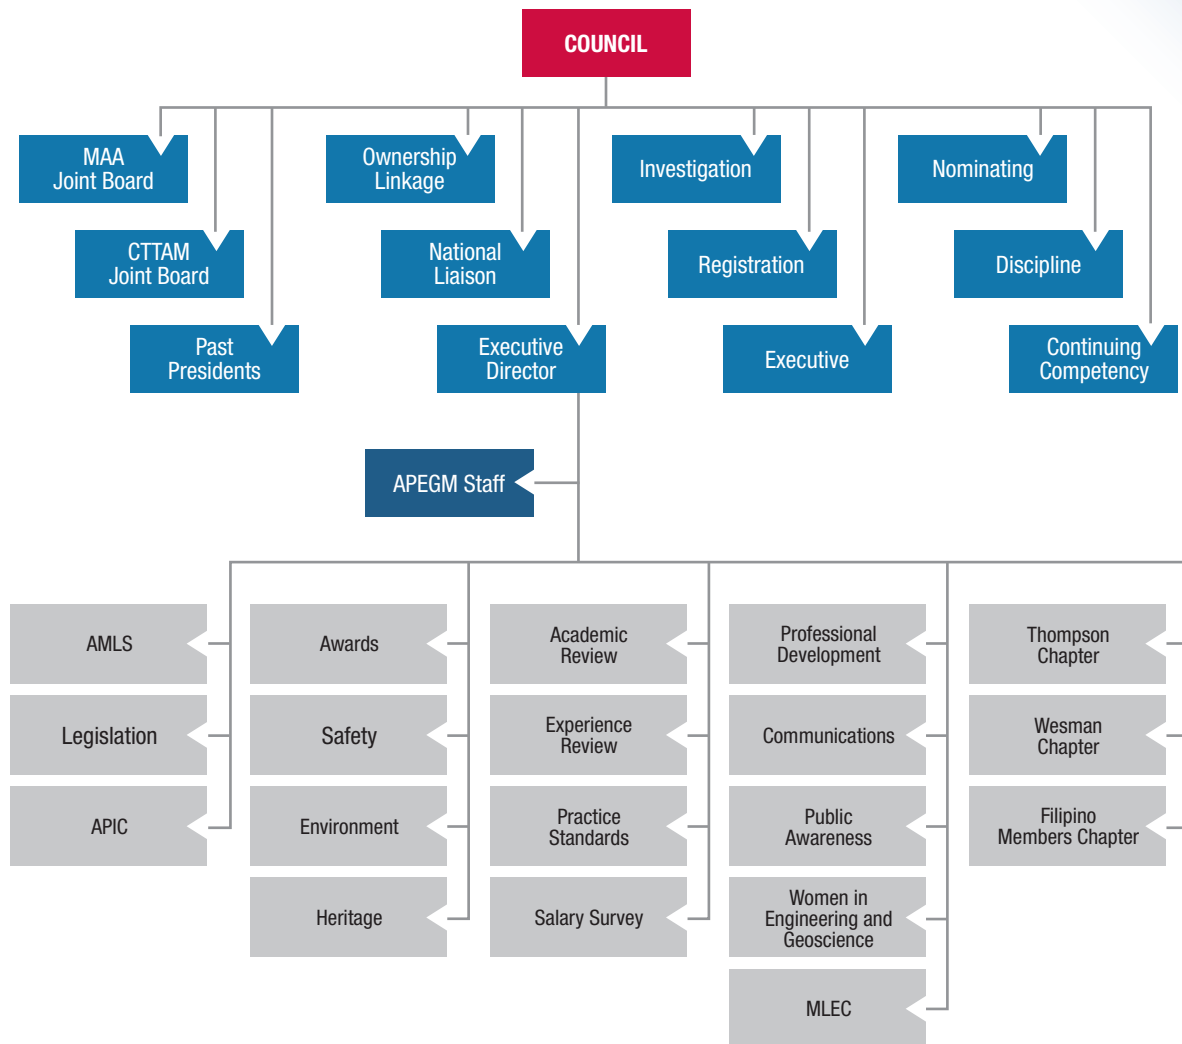 COUNCIL
MAA
Joint Board
Ownership
Linkage
Investigation
Nominating
CTTAM
Joint Board
National
Liaison
Registration
Discipline
Past
Presidents
Executive
Director
Executive
Continuing
Competency
APEGM Staff
AMLS
Awards
Academic
Review
Professional
Development
Thompson
Chapter
Legislation
Safety
Experience
Review
Communications
Wesman
Chapter
APIC
Environment
Practice
Standards
Public
Awareness
Filipino
Members Chapter
Heritage
Salary Survey
Women in
Engineering and
Geoscience
MLEC